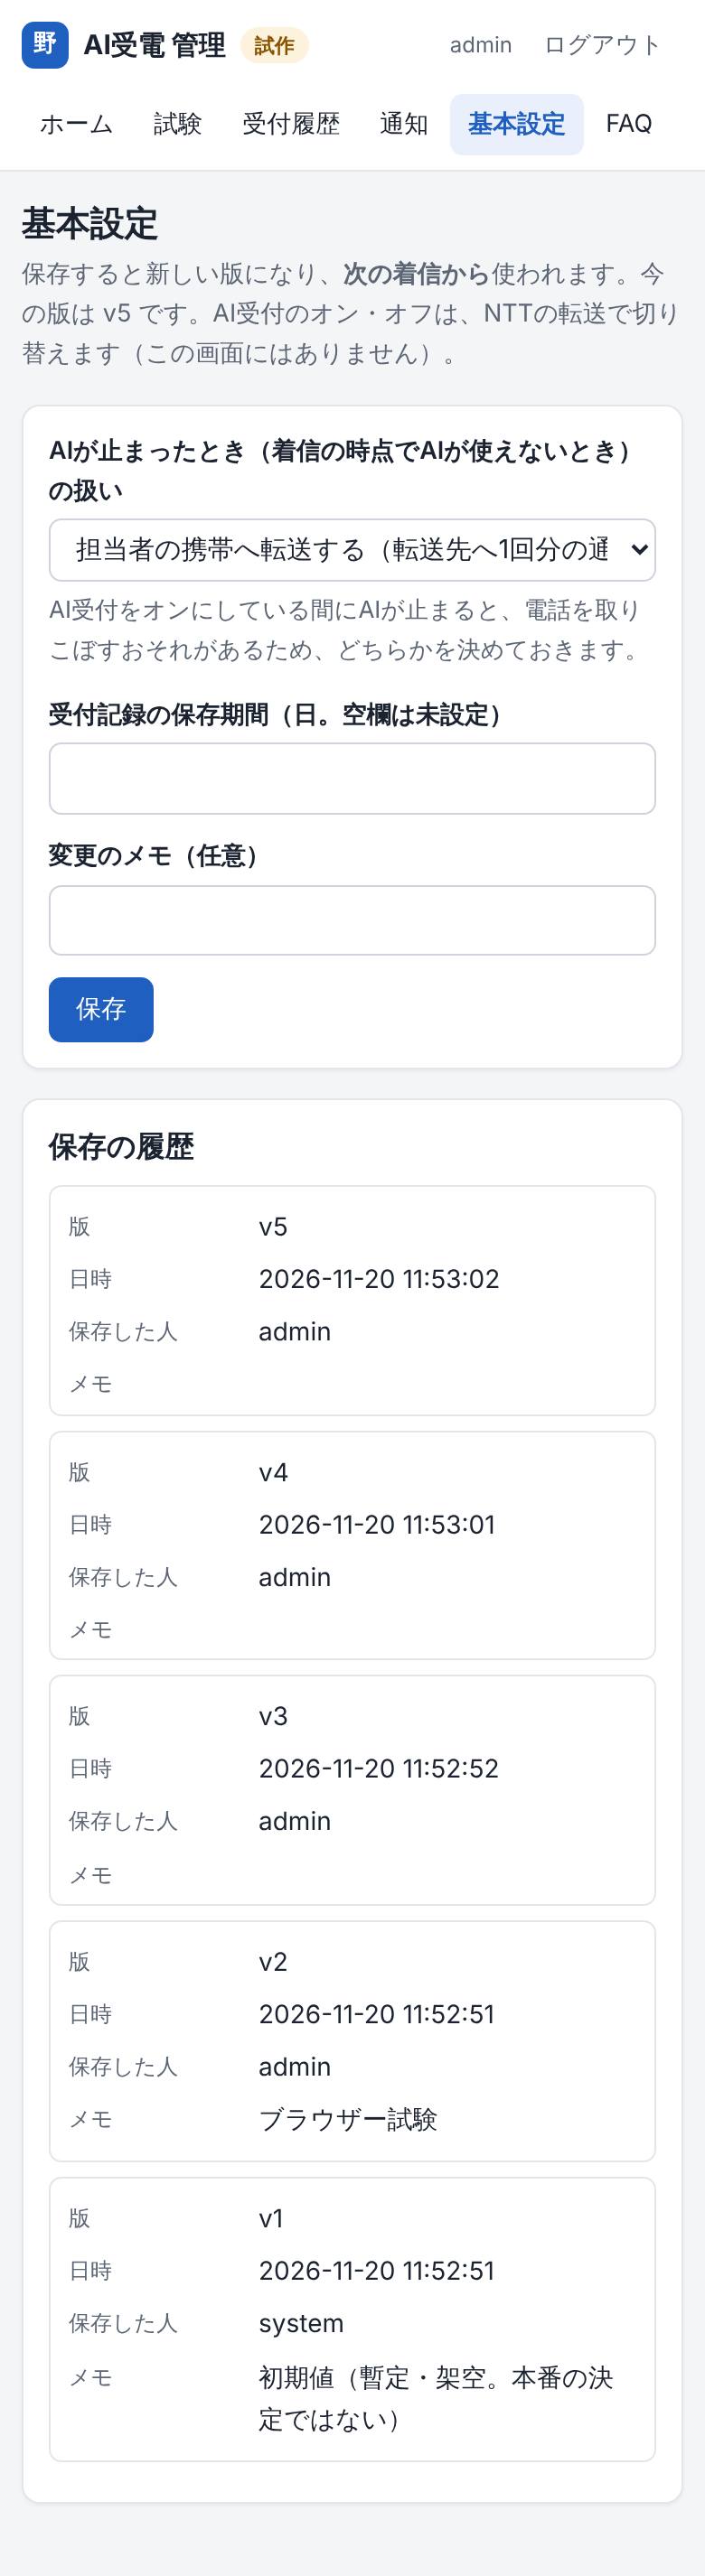 野 AI受電 管理 試作 admin ログアウト
ホーム 試験 受付履歴 通知 基本設定 FAQ
基本設定
保存すると新しい版になり、次の着信から使われます。今
の版は v5 です。AI受付のオン・オフは、NTTの転送で切り
替えます（この画面にはありません）。
AIが止まったとき（着信の時点でAIが使えないとき）
の扱い
担当者の携帯へ転送する（転送先へ1回分の通
AI受付をオンにしている間にAIが止まると、電話を取り
こぼすおそれがあるため、どちらかを決めておきます。
受付記録の保存期間（日。空欄は未設定）
変更のメモ（任意）
保存
保存の履歴
版 v5
日時 2026-11-20 11:53:02
保存した人 admin
メモ
版 v4
日時 2026-11-20 11:53:01
保存した人 admin
メモ
版 v3
日時 2026-11-20 11:52:52
保存した人 admin
メモ
版 v2
日時 2026-11-20 11:52:51
保存した人 admin
メモ ブラウザー試験
版 v1
日時 2026-11-20 11:52:51
保存した人 system
メモ 初期値（暫定・架空。本番の決
定ではない）